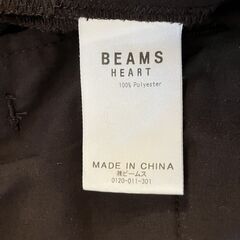 BEAMS
HEART
100% Polyester
MADE IN CHINA
㈱ビームス
0120-011-301